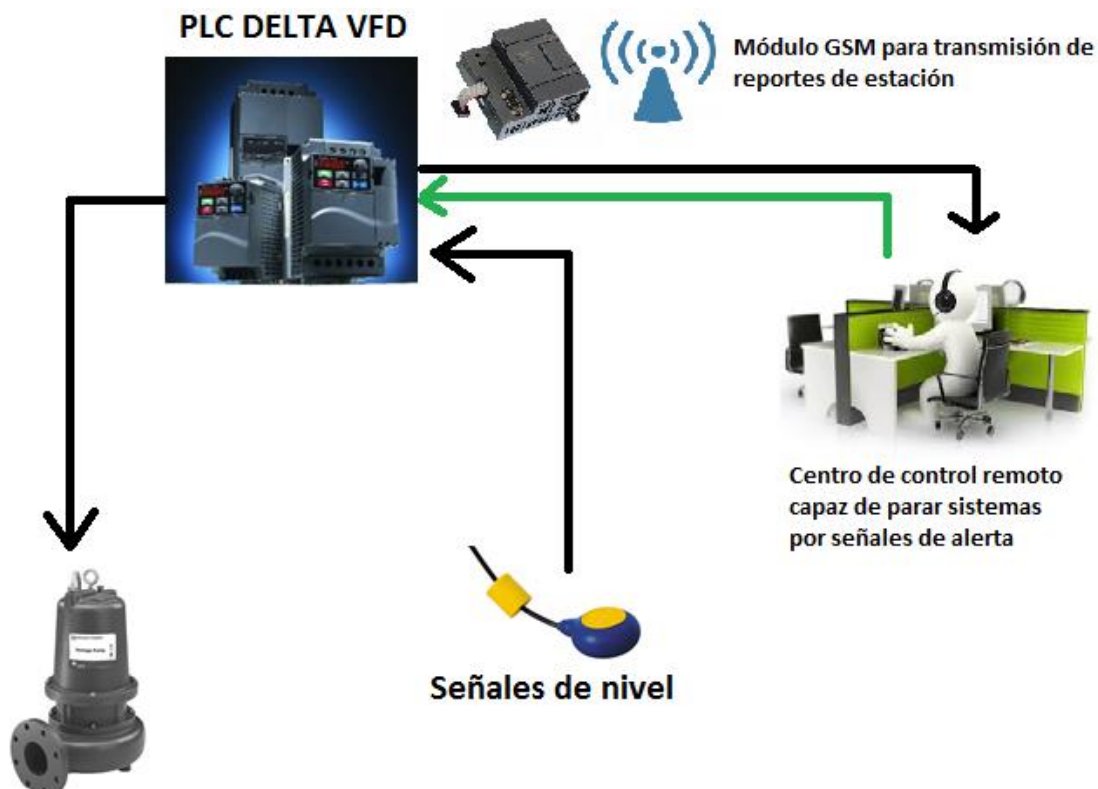 PLC DELTA VFD
Módulo GSM para transmisión de
reportes de estación
Centro de control remoto
capaz de parar sistemas
por señales de alerta
Señales de nivel